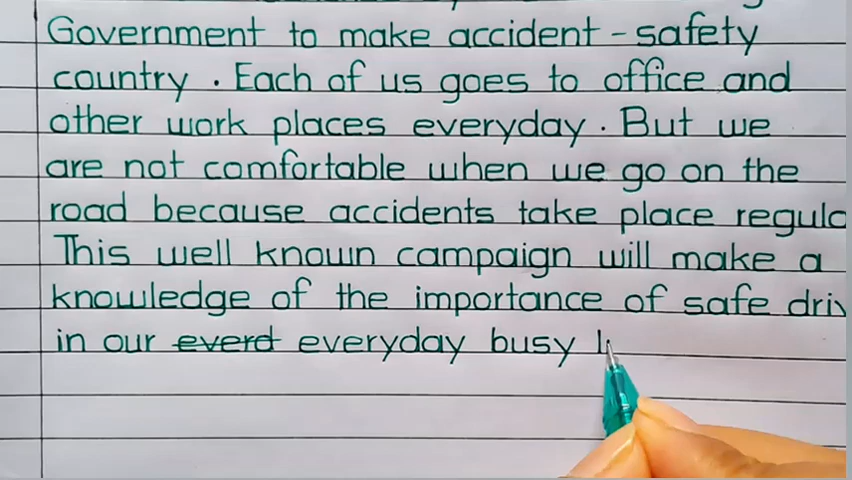 Government to make accident - safety
country . Each of us goes to office and
other work places everyday . But we
are not comfortable when we go on the
road because accidents take place regula
This well known campaign will make a
knowledge of the importance of safe driv
in our everd everyday busy l